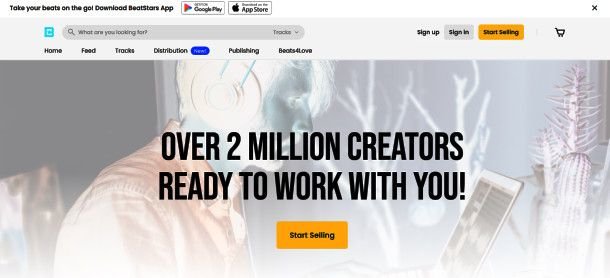 Take your beats on the go! Download BeatStars App
GET IT ON
Google Play
Download on the
App Store
What are you looking for?
Tracks
Sign up
Sign in
Start Selling
Home
Feed
Tracks
Distribution
New!
Publishing
Beats4Love
OVER 2 MILLION CREATORS
READY TO WORK WITH YOU!
Start Selling